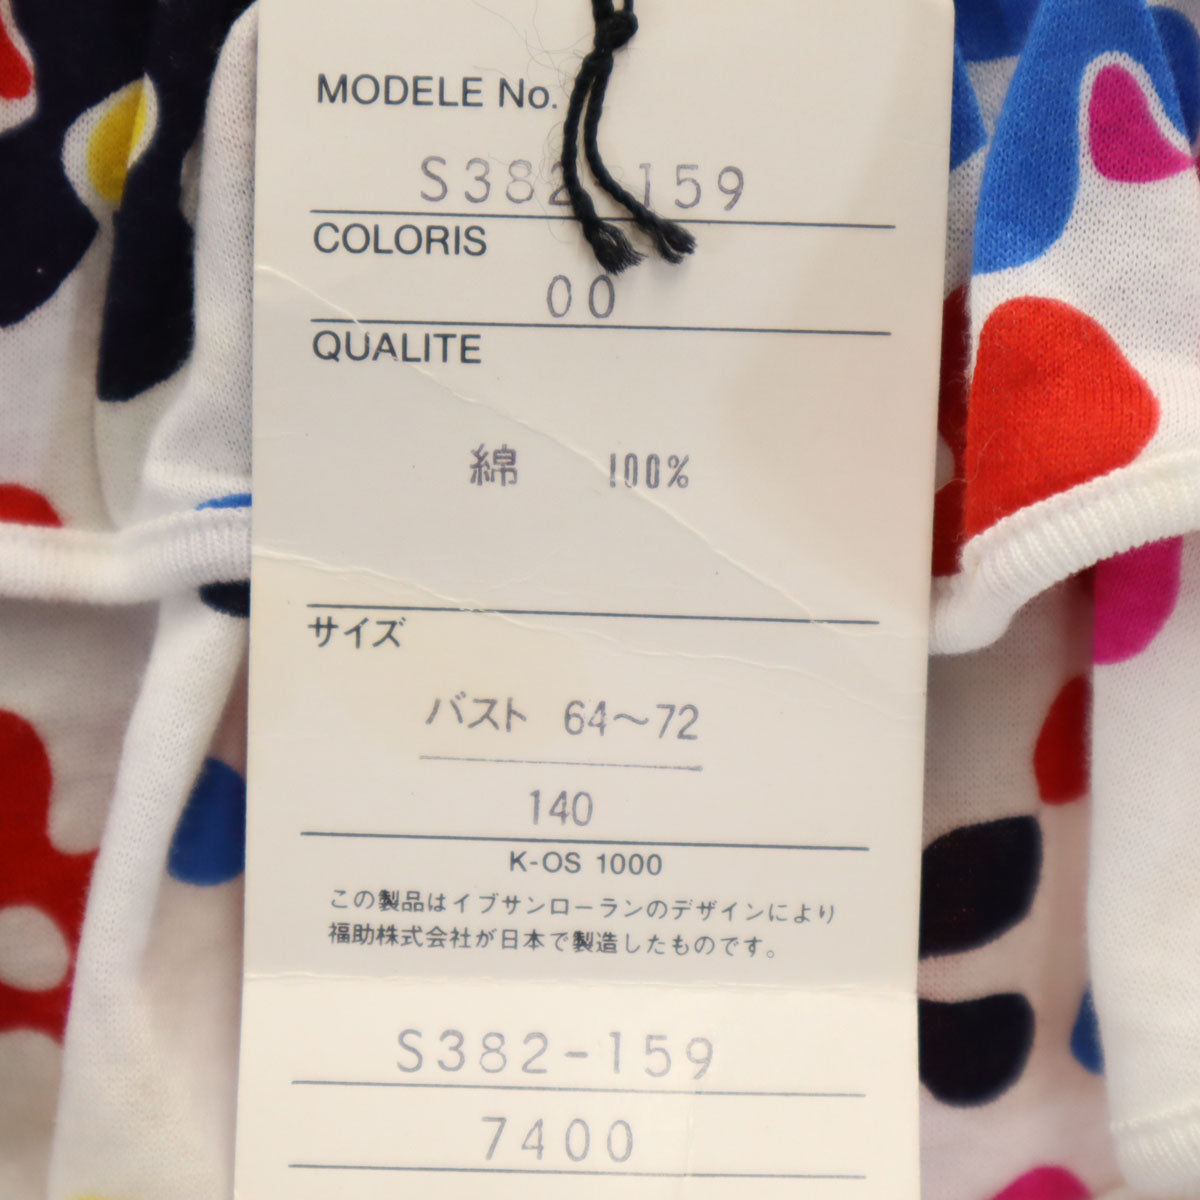 MODELE No.
S382-159
COLORIS
00
QUALITE
綿 100%
サイズ
バスト 64～72
140
K-OS 1000
この製品はイブサンローランのデザインにより
福助株式会社が日本で製造したものです。
S382-159
7400